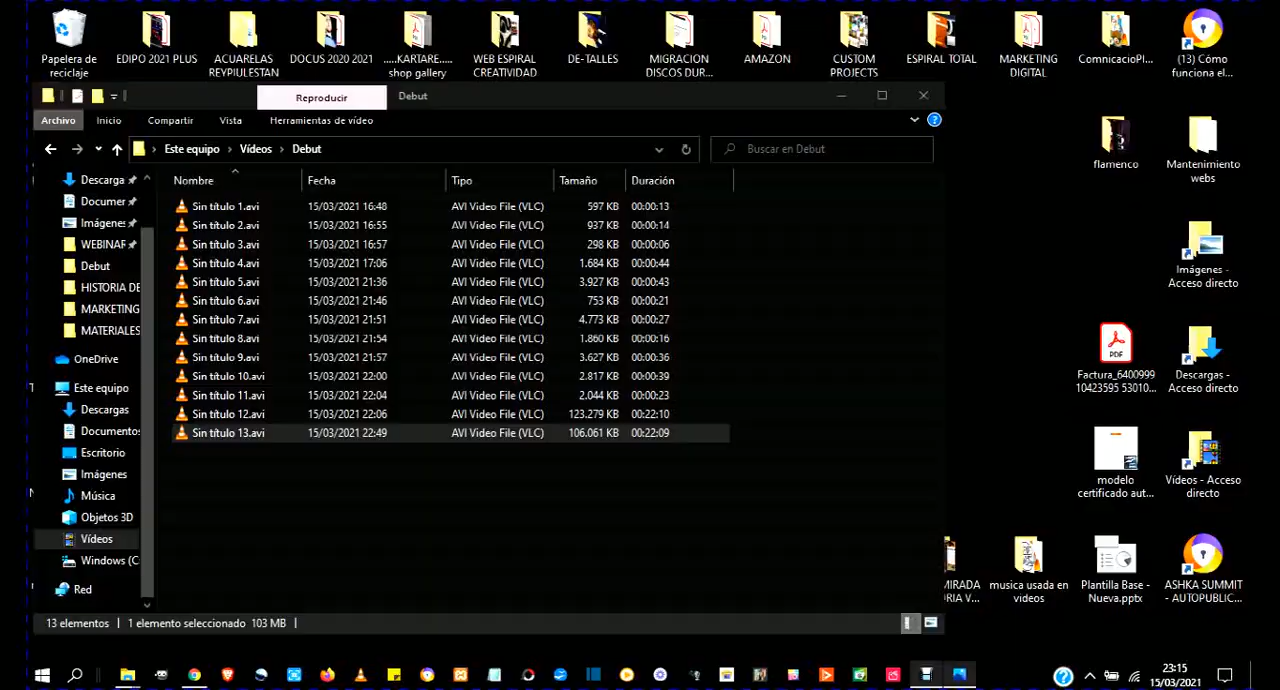 Papelera de reciclaje
EDIPO 2021 PLUS
ACUARELAS REYPIULESTAN
DOCUS 2020 2021
.....KARTARE..... shop gallery
WEB ESPIRAL CREATIVIDAD
DE-TALLES
MIGRACION DISCOS DUR...
AMAZON
CUSTOM PROJECTS
ESPIRAL TOTAL
MARKETING DIGITAL
ComnicacioPl...
(13) Cómo funciona el...
Reproducir
Debut
Archivo
Inicio
Compartir
Vista
Herramientas de vídeo
Este equipo
Vídeos
Debut
Buscar en Debut
Nombre
Fecha
Tipo
Tamaño
Duración
Sin título 1.avi 15/03/2021 16:48 AVI Video File (VLC) 597 KB 00:00:13
Sin título 2.avi 15/03/2021 16:55 AVI Video File (VLC) 937 KB 00:00:14
Sin título 3.avi 15/03/2021 16:57 AVI Video File (VLC) 298 KB 00:00:06
Sin título 4.avi 15/03/2021 17:06 AVI Video File (VLC) 1.684 KB 00:00:44
Sin título 5.avi 15/03/2021 21:36 AVI Video File (VLC) 3.927 KB 00:00:43
Sin título 6.avi 15/03/2021 21:46 AVI Video File (VLC) 753 KB 00:00:21
Sin título 7.avi 15/03/2021 21:51 AVI Video File (VLC) 4.773 KB 00:00:27
Sin título 8.avi 15/03/2021 21:54 AVI Video File (VLC) 1.860 KB 00:00:16
Sin título 9.avi 15/03/2021 21:57 AVI Video File (VLC) 3.627 KB 00:00:36
Sin título 10.avi 15/03/2021 22:00 AVI Video File (VLC) 2.817 KB 00:00:39
Sin título 11.avi 15/03/2021 22:04 AVI Video File (VLC) 2.044 KB 00:00:23
Sin título 12.avi 15/03/2021 22:06 AVI Video File (VLC) 123.279 KB 00:22:10
Sin título 13.avi 15/03/2021 22:49 AVI Video File (VLC) 106.061 KB 00:22:09
Descarga
Documer
Imágenes
WEBINAR
Debut
HISTORIA DE
MARKETING
MATERIALES
OneDrive
Este equipo
Descargas
Documentos
Escritorio
Imágenes
Música
Objetos 3D
Vídeos
Windows (C
Red
flamenco
Mantenimiento webs
Imágenes - Acceso directo
PDF
Factura_6400999
10423595 53010...
Descargas - Acceso directo
modelo certificado aut...
Vídeos - Acceso directo
MIRADA
ORIA V...
musica usada en videos
Plantilla Base - Nueva.pptx
ASHKA SUMMIT - AUTOPUBLIC...
13 elementos
1 elemento seleccionado 103 MB
23:15
15/03/2021